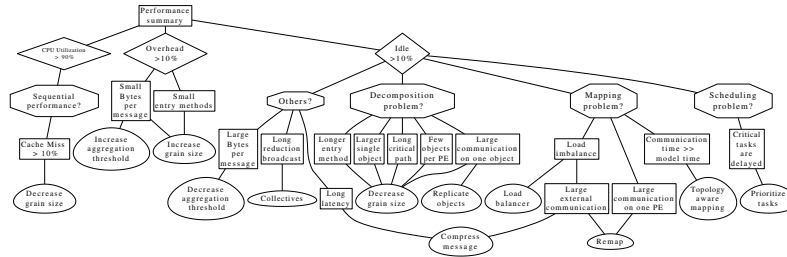 Performance
summary
CPU Utilization
> 90%
Overhead
>10%
Idle
>10%
Sequential
performance?
Small
Bytes
per
message
Small
entry methods
Others?
Decomposition
problem?
Mapping
problem?
Scheduling
problem?
Cache Miss
> 10%
Increase
aggregation
threshold
Increase
grain size
Large
Bytes
per
message
Long
reduction
broadcast
Longer
entry
method
Larger
single
object
Long
critical
path
Few
objects
per PE
Large
communication
on one object
Load
imbalance
Communication
time >>
model time
Critical
tasks
are
delayed
Decrease
grain size
Decrease
aggregation
threshold
Collectives
Long
latency
Decrease
grain size
Replicate
objects
Load
balancer
Large
external
communication
Large
communication
on one PE
Topology
aware
mapping
Prioritize
tasks
Compress
message
Remap